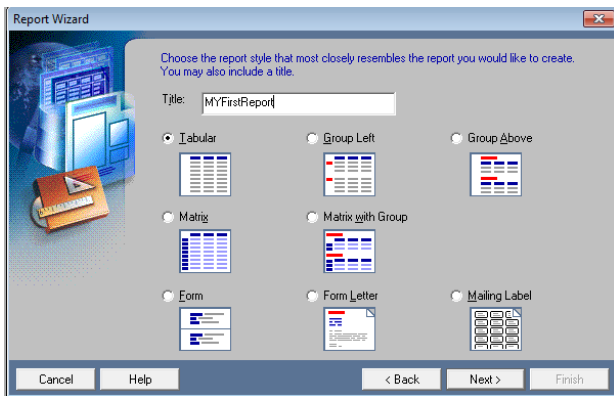 Report Wizard
Choose the report style that most closely resembles the report you would like to create.
You may also include a title.
Title: MYFirstReport
Tabular Group Left Group Above
Matrix Matrix with Group
Form Form Letter Mailing Label
Cancel Help < Back Next > Finish